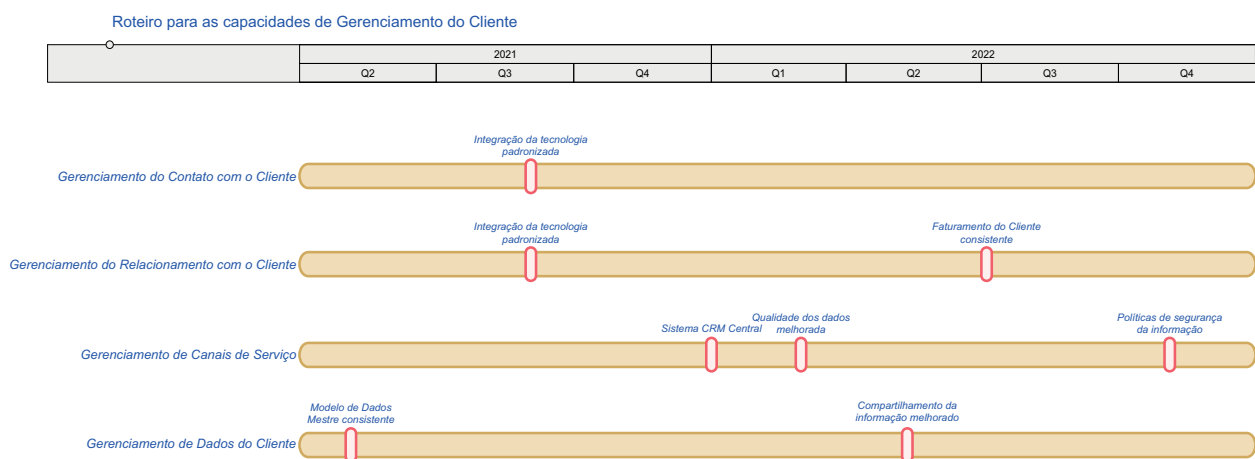 Roteiro para as capacidades de Gerenciamento do Cliente
2021
2022
Q2
Q3
Q4
Q1
Q2
Q3
Q4
Integração da tecnologia
padronizada
Gerenciamento do Contato com o Cliente
Integração da tecnologia
padronizada
Faturamento do Cliente
consistente
Gerenciamento do Relacionamento com o Cliente
Sistema CRM Central
Qualidade dos dados
melhorada
Políticas de segurança
da informação
Gerenciamento de Canais de Serviço
Modelo de Dados
Mestre consistente
Compartilhamento da
informação melhorado
Gerenciamento de Dados do Cliente